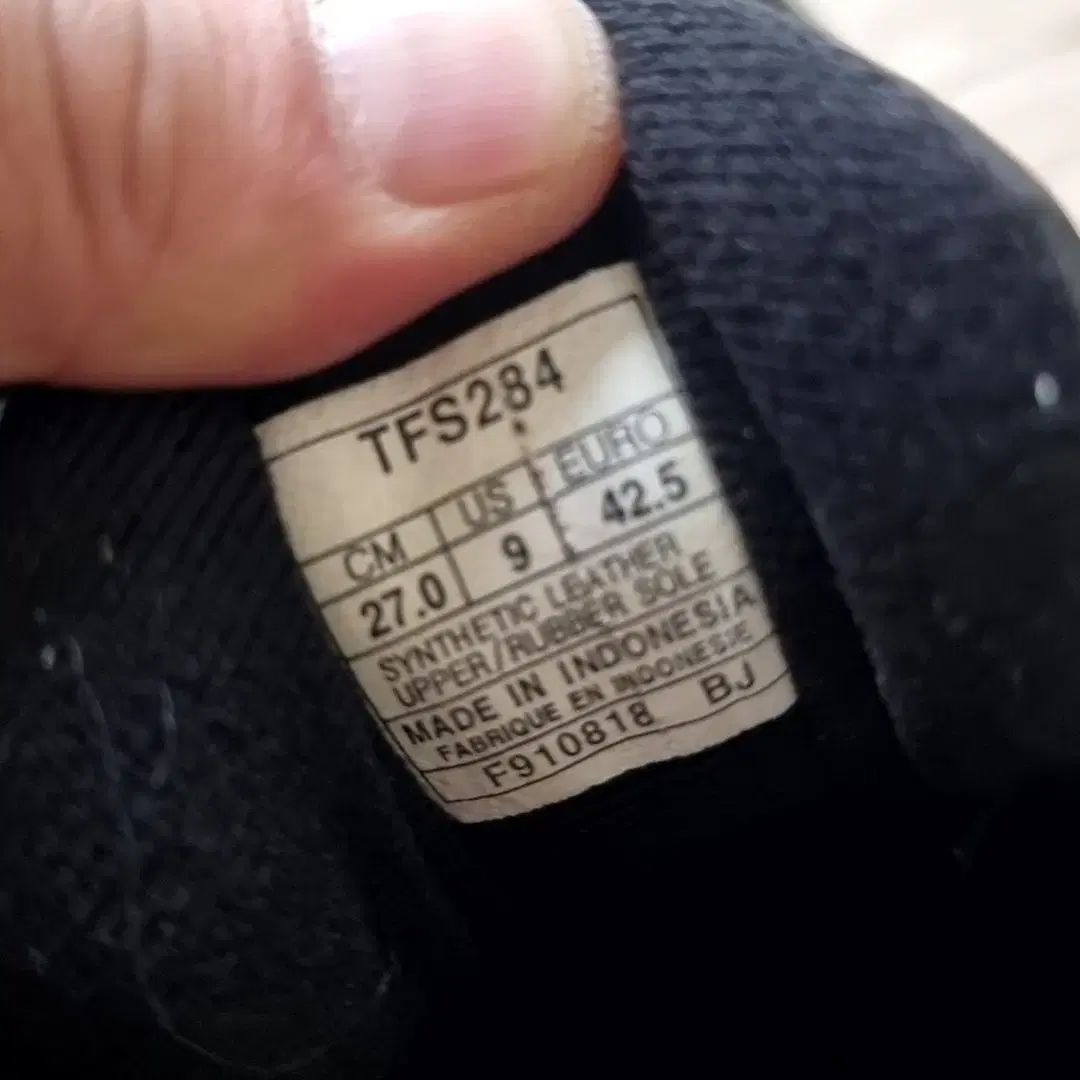 TFS284
CM US EURO
27.0 9 42.5
SYNTHETIC LEATHER
UPPER/RUBBER SOLE
MADE IN INDONESIA
FABRIQUE EN INDONESIE
F910818 BJ